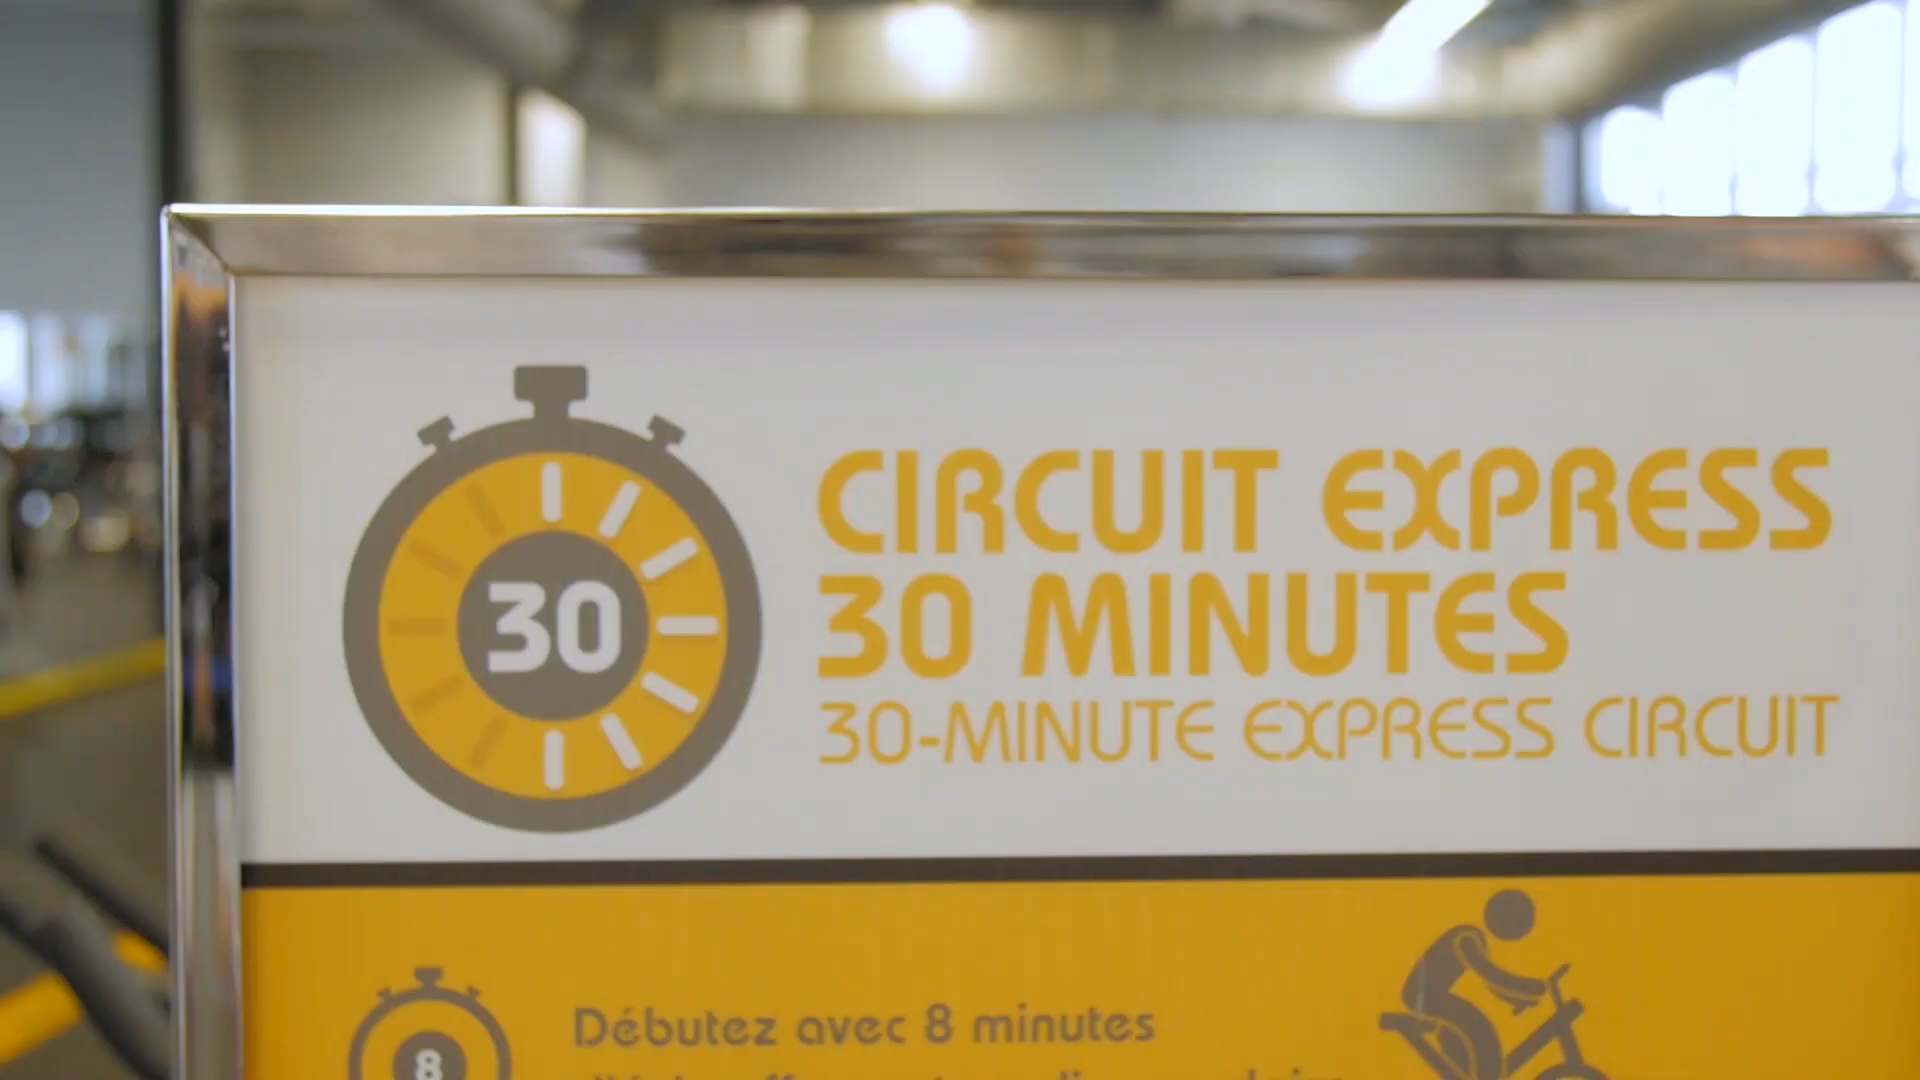 30
CIRCUIT EXPRESS
30 MINUTES
30-MINUTE EXPRESS CIRCUIT
8
Débutez avec 8 minutes